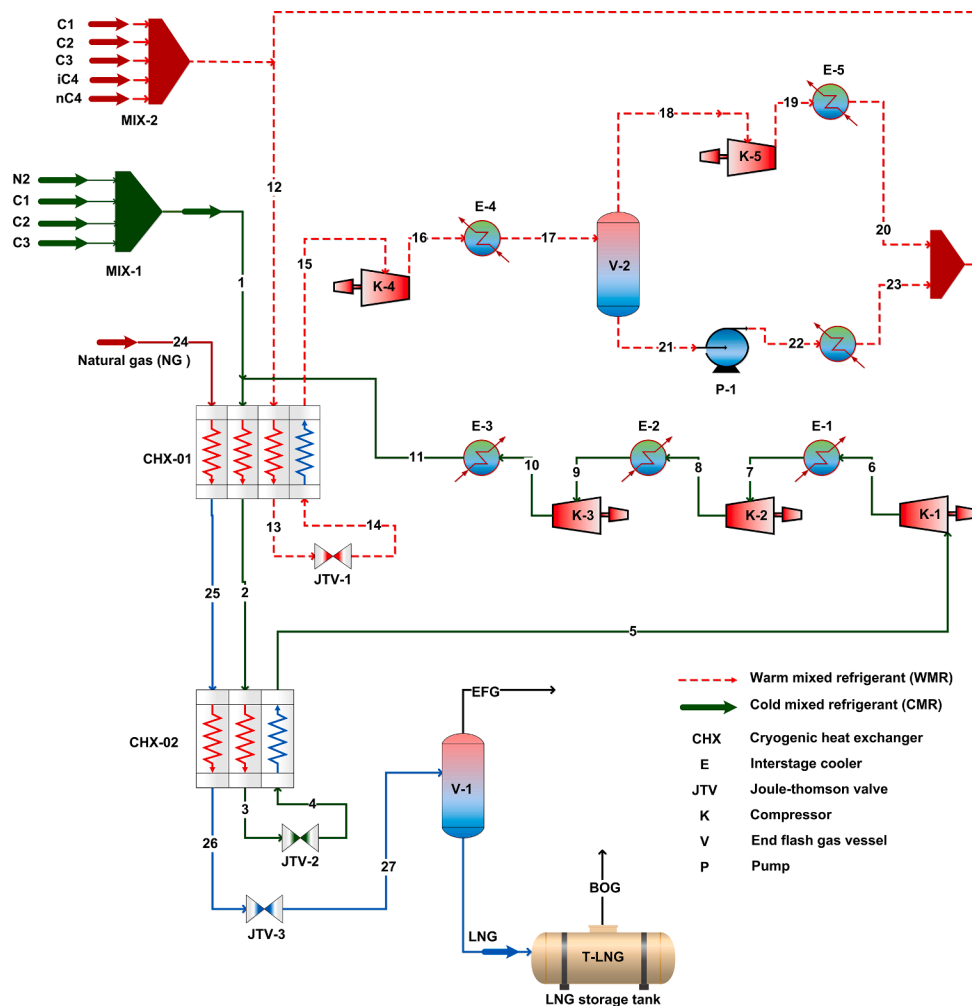 C1
C2
C3
iC4
nC4
MIX-2
N2
C1
C2
C3
MIX-1
1
12
15
K-4
16
E-4
17
V-2
18
K-5
19
E-5
20
23
21
P-1
22
24
Natural gas (NG )
CHX-01
11
E-3
10
9
K-3
E-2
8
7
K-2
E-1
6
K-1
13
14
JTV-1
25
2
5
CHX-02
3
4
JTV-2
26
27
JTV-3
EFG
V-1
LNG
BOG
T-LNG
LNG storage tank
Warm mixed refrigerant (WMR)
Cold mixed refrigerant (CMR)
CHX Cryogenic heat exchanger
E Interstage cooler
JTV Joule-thomson valve
K Compressor
V End flash gas vessel
P Pump